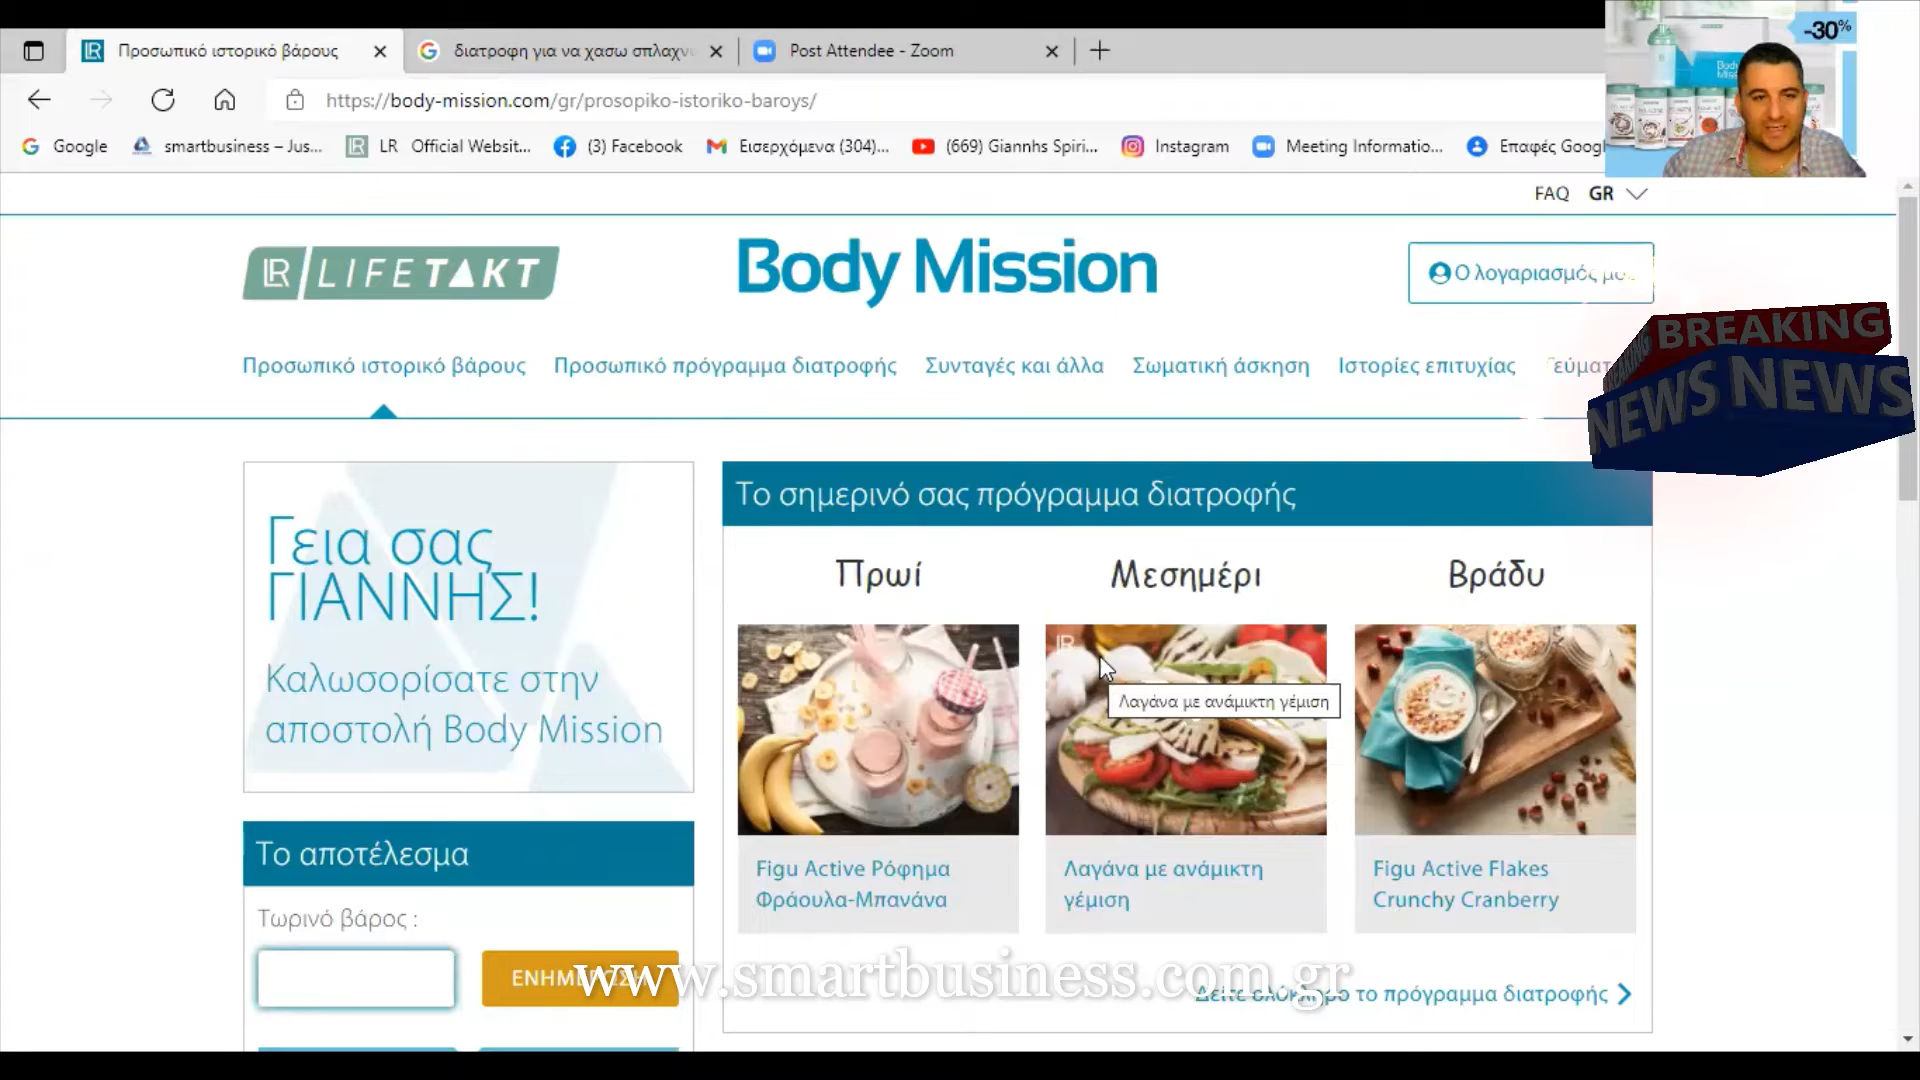 Προσωπικό ιστορικό βάρους
διατροφη για να χασω σπλαχν
Post Attendee - Zoom
-30%
https://body-mission.com/gr/prosopiko-istoriko-baroys/
Google
smartbusiness – Jus...
LR Official Websit...
(3) Facebook
Εισερχόμενα (304)...
(669) Giannhs Spiri...
Instagram
Meeting Informatio...
Επαφές Googl
FAQ GR
LR LIFETAKT
Body Mission
Ο λογαριασμός μου
BREAKING
NEWS NEWS
Προσωπικό ιστορικό βάρους
Προσωπικό πρόγραμμα διατροφής
Συνταγές και άλλα
Σωματική άσκηση
Ιστορίες επιτυχίας
Γεύματ
Γεια σας
ΓΙΑΝΝΗΣ!
Καλωσορίσατε στην
αποστολή Body Mission
Το σημερινό σας πρόγραμμα διατροφής
Πρωί
Μεσημέρι
Βράδυ
LR
Λαγάνα με ανάμικτη γέμιση
Figu Active Ρόφημα
Φράουλα-Μπανάνα
Λαγάνα με ανάμικτη
γέμιση
Figu Active Flakes
Crunchy Cranberry
Το αποτέλεσμα
Τωρινό βάρος :
ΕΝΗΜΕΡΩΣΗ
www.smartbusiness.com.gr
Δείτε ολόκληρο το πρόγραμμα διατροφής